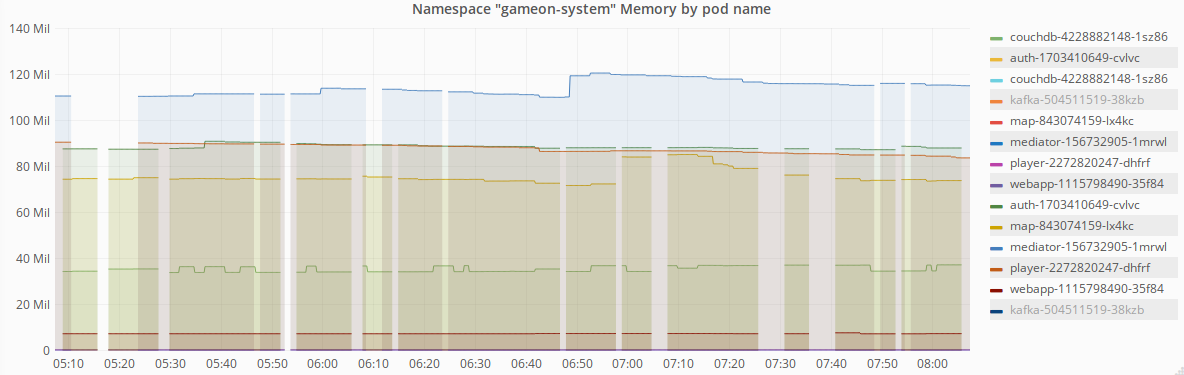 Namespace "gameon-system" Memory by pod name
140 Mil
120 Mil
100 Mil
80 Mil
60 Mil
40 Mil
20 Mil
0
05:10 05:20 05:30 05:40 05:50 06:00 06:10 06:20 06:30 06:40 06:50 07:00 07:10 07:20 07:30 07:40 07:50 08:00
couchdb-4228882148-1sz86
auth-1703410649-cvlvc
couchdb-4228882148-1sz86
kafka-504511519-38kzb
map-843074159-lx4kc
mediator-156732905-1mrwl
player-2272820247-dhfrf
webapp-1115798490-35f84
auth-1703410649-cvlvc
map-843074159-lx4kc
mediator-156732905-1mrwl
player-2272820247-dhfrf
webapp-1115798490-35f84
kafka-504511519-38kzb